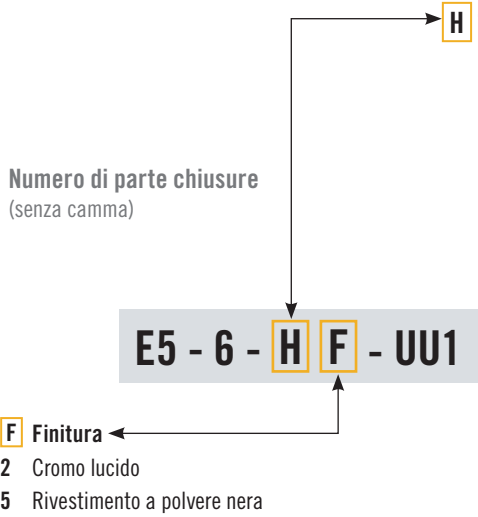 H
Numero di parte chiusure
(senza camma)
E5 - 6 - H F - UU1
F Finitura
2 Cromo lucido
5 Rivestimento a polvere nera